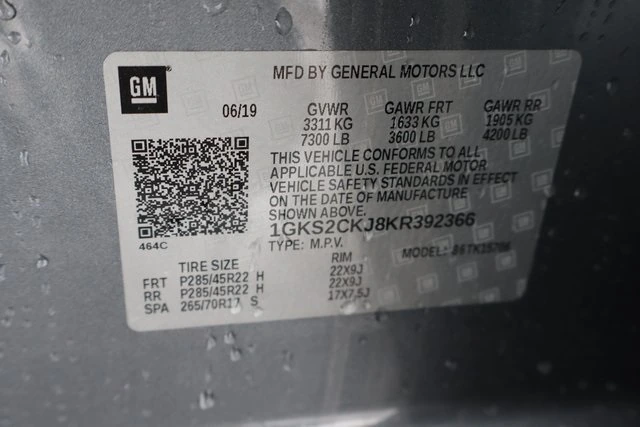 GM
MFD BY GENERAL MOTORS LLC
06/19 GVWR GAWR FRT GAWR RR
3311 KG 1633 KG 1905 KG
7300 LB 3600 LB 4200 LB
THIS VEHICLE CONFORMS TO ALL
APPLICABLE U.S. FEDERAL MOTOR
VEHICLE SAFETY STANDARDS IN EFFECT
ON THE DATE OF MANUFACTURE
SHOWN ABOVE.
464C
1GKS2CKJ8KR392366
TYPE: M.P.V. MODEL:
TIRE SIZE RIM
FRT P285/45R22 H 22X9J
RR P285/45R22 H 22X9J
SPA 265/70R17 S 17X7.5J